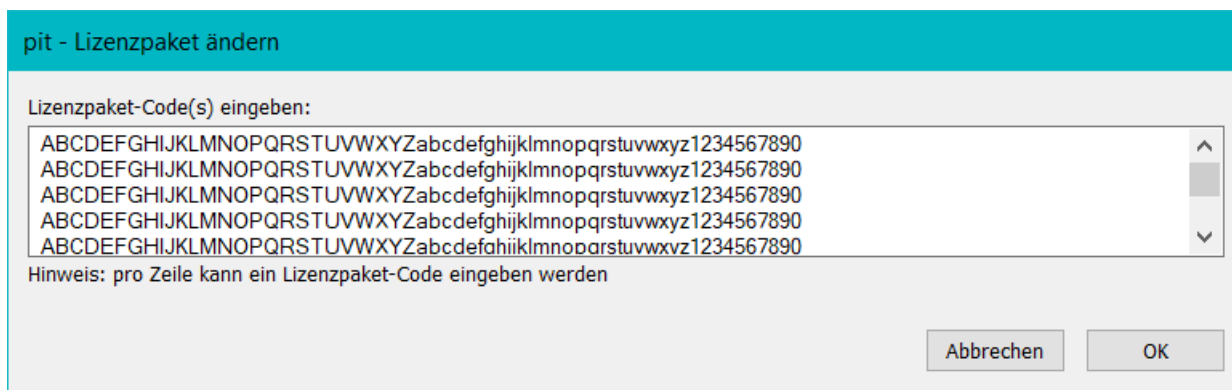 pit - Lizenzpaket ändern
Lizenzpaket-Code(s) eingeben:
ABCDEFGHIJKLMNOPQRSTUVWXYZabcdefghijklmnopqrstuvwxyz1234567890
ABCDEFGHIJKLMNOPQRSTUVWXYZabcdefghijklmnopqrstuvwxyz1234567890
ABCDEFGHIJKLMNOPQRSTUVWXYZabcdefghijklmnopqrstuvwxyz1234567890
ABCDEFGHIJKLMNOPQRSTUVWXYZabcdefghijklmnopqrstuvwxyz1234567890
ABCDEFGHIJKLMNOPQRSTUVWXYZabcdefghijklmnopqrstuvwxyz1234567890
Hinweis: pro Zeile kann ein Lizenzpaket-Code eingeben werden
Abbrechen OK